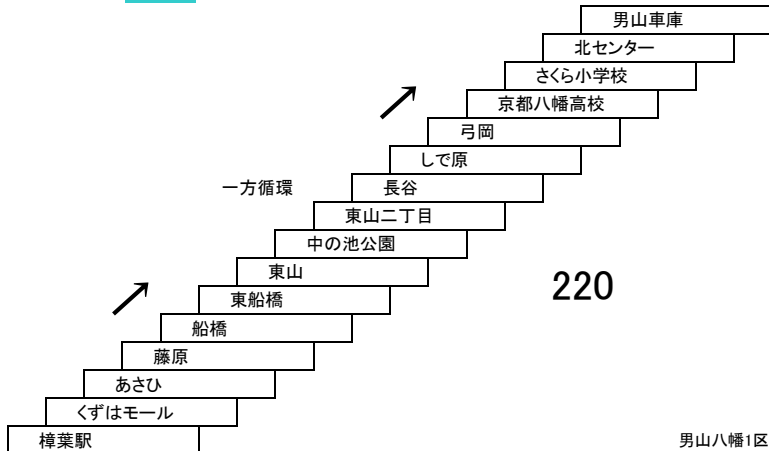 男山車庫
北センター
さくら小学校
京都八幡高校
弓岡
しで原
一方循環
長谷
東山二丁目
中の池公園
東山
220
東船橋
船橋
藤原
あさひ
くずはモール
樟葉駅
男山八幡1区